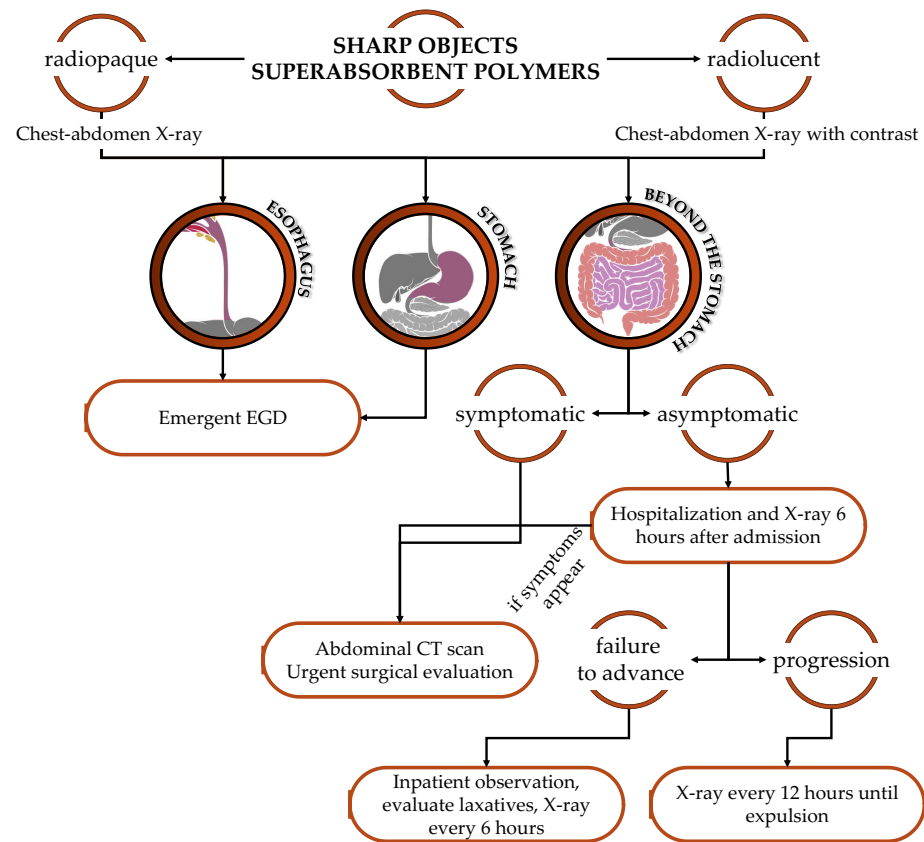 SHARP OBJECTS
SUPERABSORBENT POLYMERS
radiopaque
radiolucent
Chest-abdomen X-ray
Chest-abdomen X-ray with contrast
ESOPHAGUS
STOMACH
BEYOND THE STOMACH
Emergent EGD
symptomatic
asymptomatic
Hospitalization and X-ray 6
hours after admission
if symptoms
appear
Abdominal CT scan
Urgent surgical evaluation
failure
to advance
progression
Inpatient observation,
evaluate laxatives, X-ray
every 6 hours
X-ray every 12 hours until
expulsion